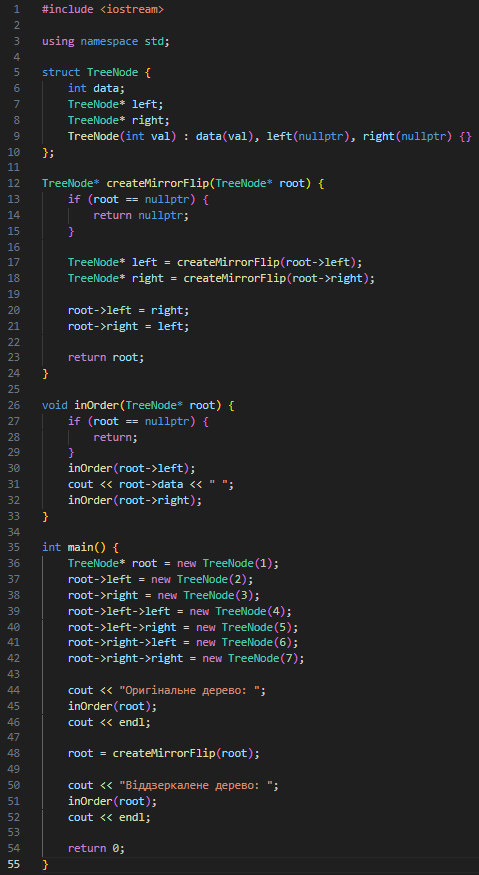 1 #include <iostream>
2
3 using namespace std;
4
5 struct TreeNode {
6     int data;
7     TreeNode* left;
8     TreeNode* right;
9     TreeNode(int val) : data(val), left(nullptr), right(nullptr) {}
10 };
11
12 TreeNode* createMirrorFlip(TreeNode* root) {
13     if (root == nullptr) {
14         return nullptr;
15     }
16
17     TreeNode* left = createMirrorFlip(root->left);
18     TreeNode* right = createMirrorFlip(root->right);
19
20     root->left = right;
21     root->right = left;
22
23     return root;
24 }
25
26 void inOrder(TreeNode* root) {
27     if (root == nullptr) {
28         return;
29     }
30     inOrder(root->left);
31     cout << root->data << " ";
32     inOrder(root->right);
33 }
34
35 int main() {
36     TreeNode* root = new TreeNode(1);
37     root->left = new TreeNode(2);
38     root->right = new TreeNode(3);
39     root->left->left = new TreeNode(4);
40     root->left->right = new TreeNode(5);
41     root->right->left = new TreeNode(6);
42     root->right->right = new TreeNode(7);
43
44     cout << "Оригінальне дерево: ";
45     inOrder(root);
46     cout << endl;
47
48     root = createMirrorFlip(root);
49
50     cout << "Віддзеркалене дерево: ";
51     inOrder(root);
52     cout << endl;
53
54     return 0;
55 }